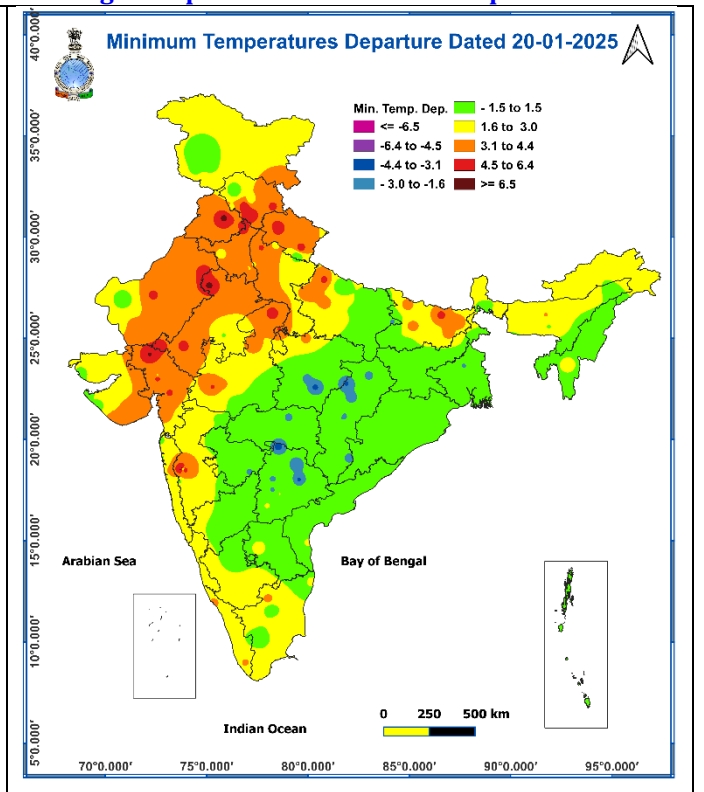 Minimum Temperatures Departure Dated 20-01-2025
Min. Temp. Dep.
<= -6.5
-6.4 to -4.5
-4.4 to -3.1
- 3.0 to -1.6
- 1.5 to 1.5
1.6 to 3.0
3.1 to 4.4
4.5 to 6.4
>= 6.5
40°0.000'
35°0.000'
30°0.000'
25°0.000'
20°0.000'
15°0.000'
10°0.000'
5°0.000'
Arabian Sea
Bay of Bengal
Indian Ocean
0 250 500 km
70°0.000' 75°0.000' 80°0.000' 85°0.000' 90°0.000' 95°0.000'